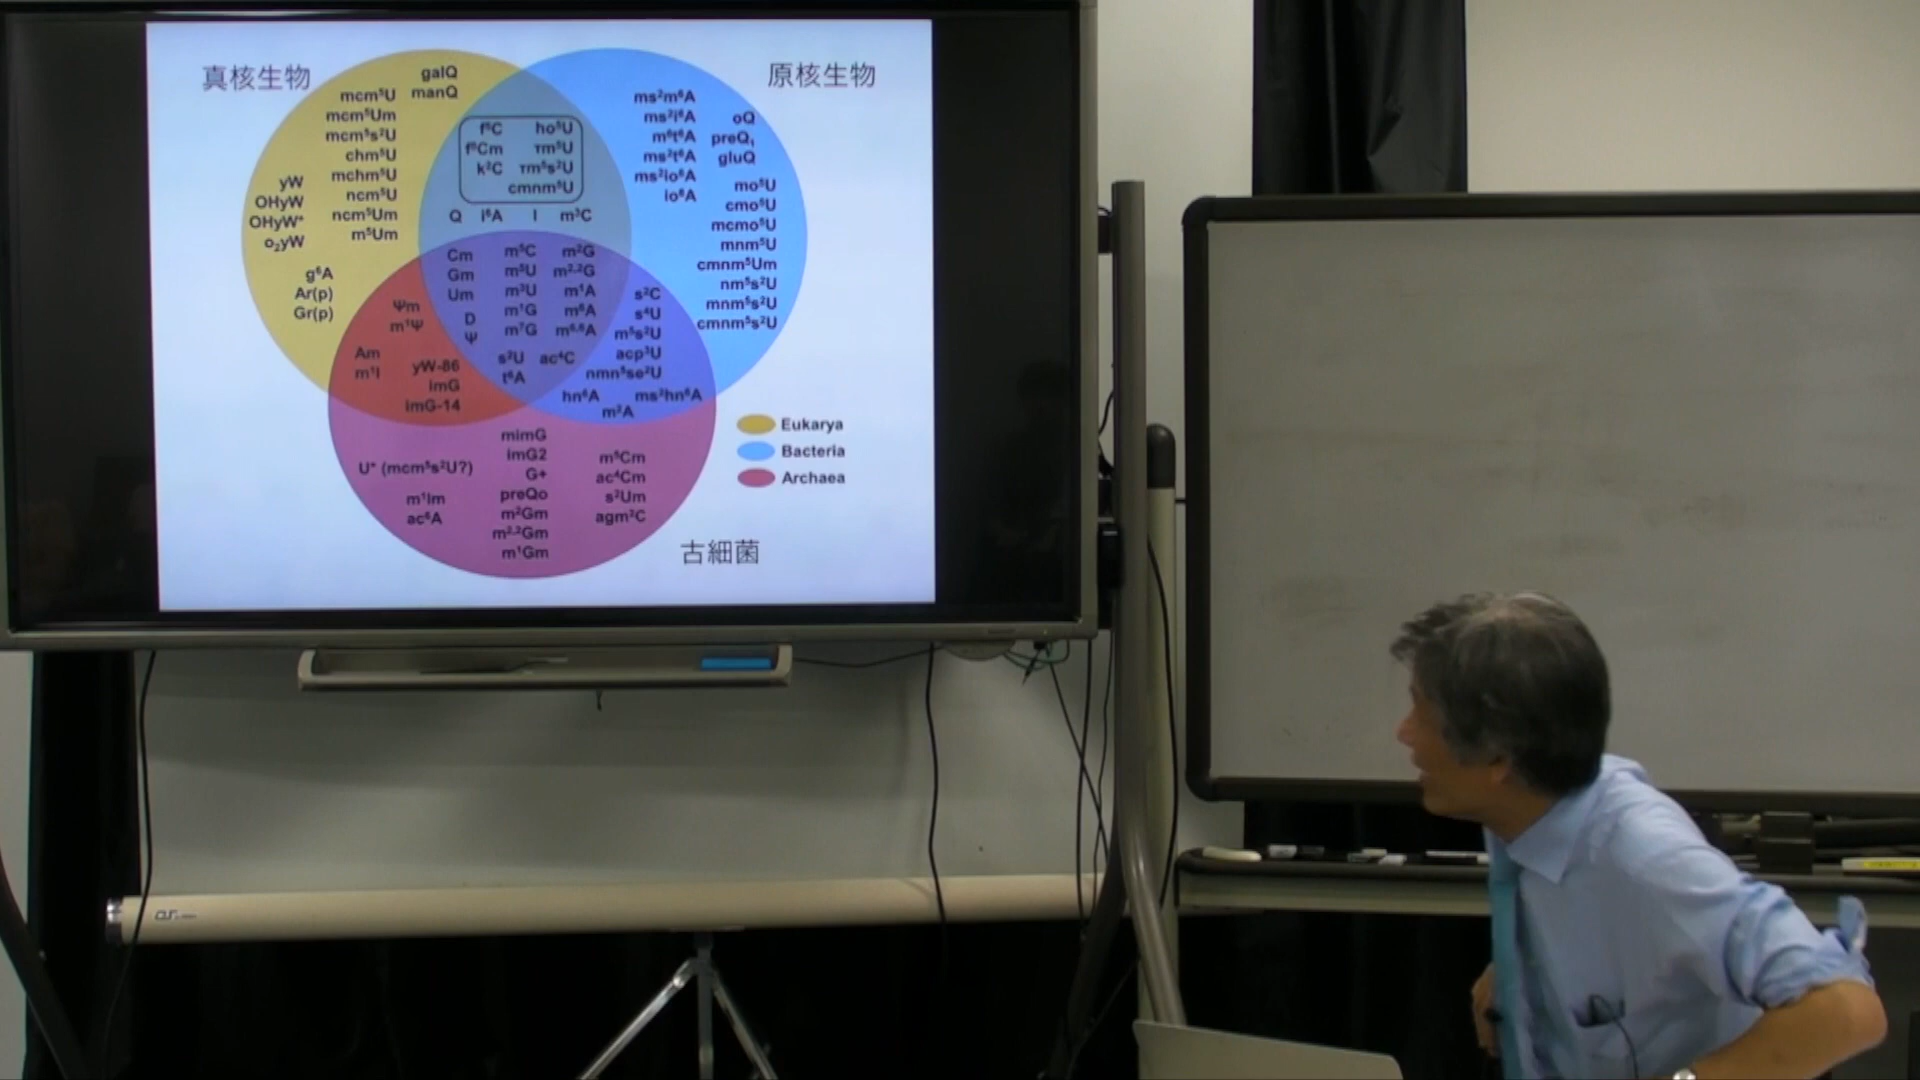 真核生物
原核生物
galQ
manQ
mcm⁵U
mcm⁵Um
mcm⁵s²U
chm⁵U
mchm⁵U
ncm⁵U
ncm⁵Um
m⁵Um
yW
OHyW
OHyW*
o₂yW
g⁶A
Ar(p)
Gr(p)
f⁵C ho⁵U
f⁵Cm τm⁵U
k²C τm⁵s²U
cmnm⁵U
Q i⁶A I m³C
ms²m⁶A
ms²i⁶A
m⁶t⁶A
ms²t⁶A
ms²io⁶A
io⁶A
oQ
preQ₁
gluQ
mo⁵U
cmo⁵U
mcmo⁵U
mnm⁵U
cmnm⁵Um
nm⁵s²U
mnm⁵s²U
cmnm⁵s²U
Cm
Gm
Um
D
Ψ
m⁵C
m⁵U
m³U
m¹G
m⁷G
m²G
m²,²G
m¹A
m⁶A
m⁶,⁶A
s²U ac⁴C
t⁶A
s²C
s⁴U
m⁵s²U
acp³U
nmn⁵se²U
hn⁶A ms²hn⁶A
m²A
Ψm
m¹Ψ
Am
m¹I
yW-86
imG
imG-14
mimG
imG2
G+
preQo
m²Gm
m²,²Gm
m¹Gm
U* (mcm⁵s²U?)
m¹Im
ac⁶A
m⁵Cm
ac⁴Cm
s²Um
agm²C
Eukarya
Bacteria
Archaea
古細菌